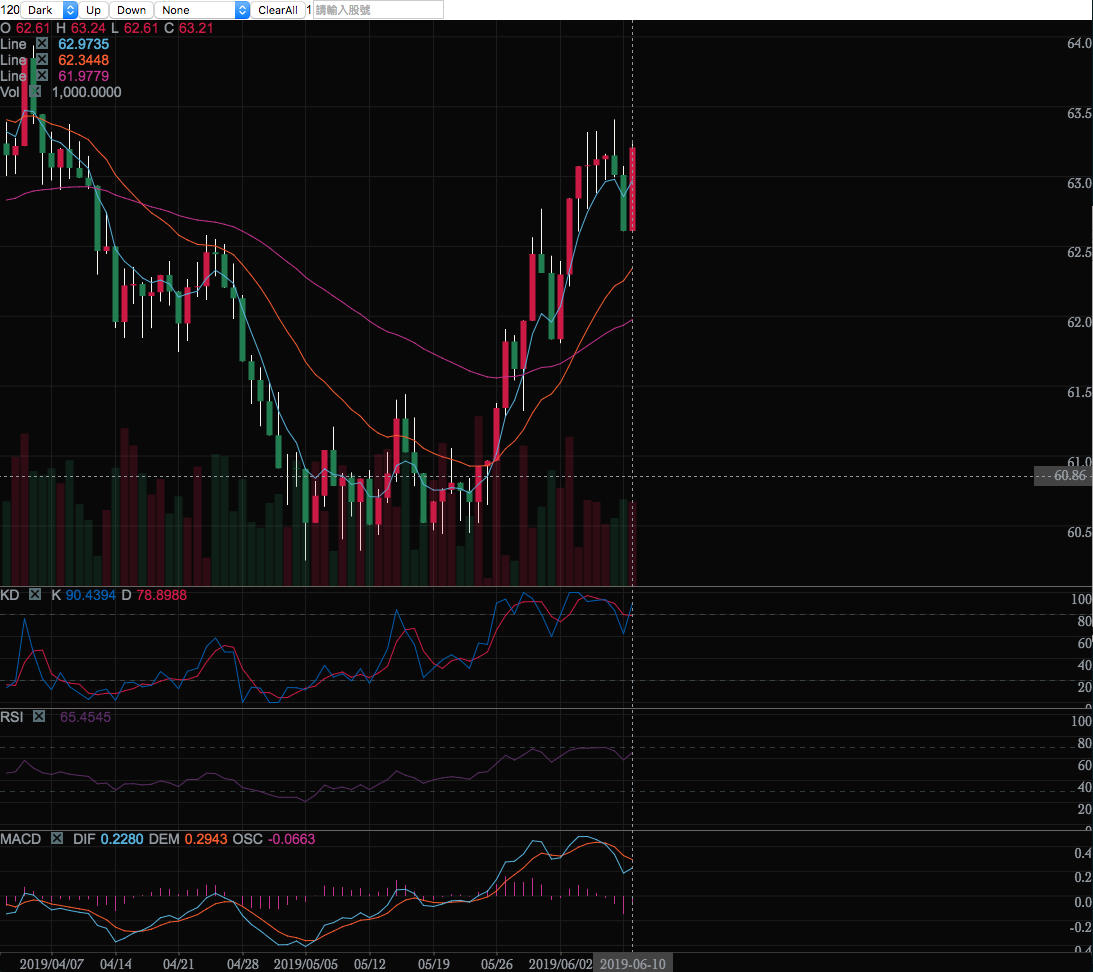 120 Dark Up Down None ClearAll 1 請輸入股號
O 62.61 H 63.24 L 62.61 C 63.21
Line 62.9735
Line 62.3448
Line 61.9779
Vol 1,000.0000
64.0
63.5
63.0
62.5
62.0
61.5
61.0
60.86
60.5
KD K 90.4394 D 78.8988
100
80
60
40
20
0
RSI 65.4545
100
80
60
40
20
0
MACD DIF 0.2280 DEM 0.2943 OSC -0.0663
0.4
0.2
0.0
-0.2
-0.4
2019/04/07 04/14 04/21 04/28 2019/05/05 05/12 05/19 05/26 2019/06/02 2019-06-10